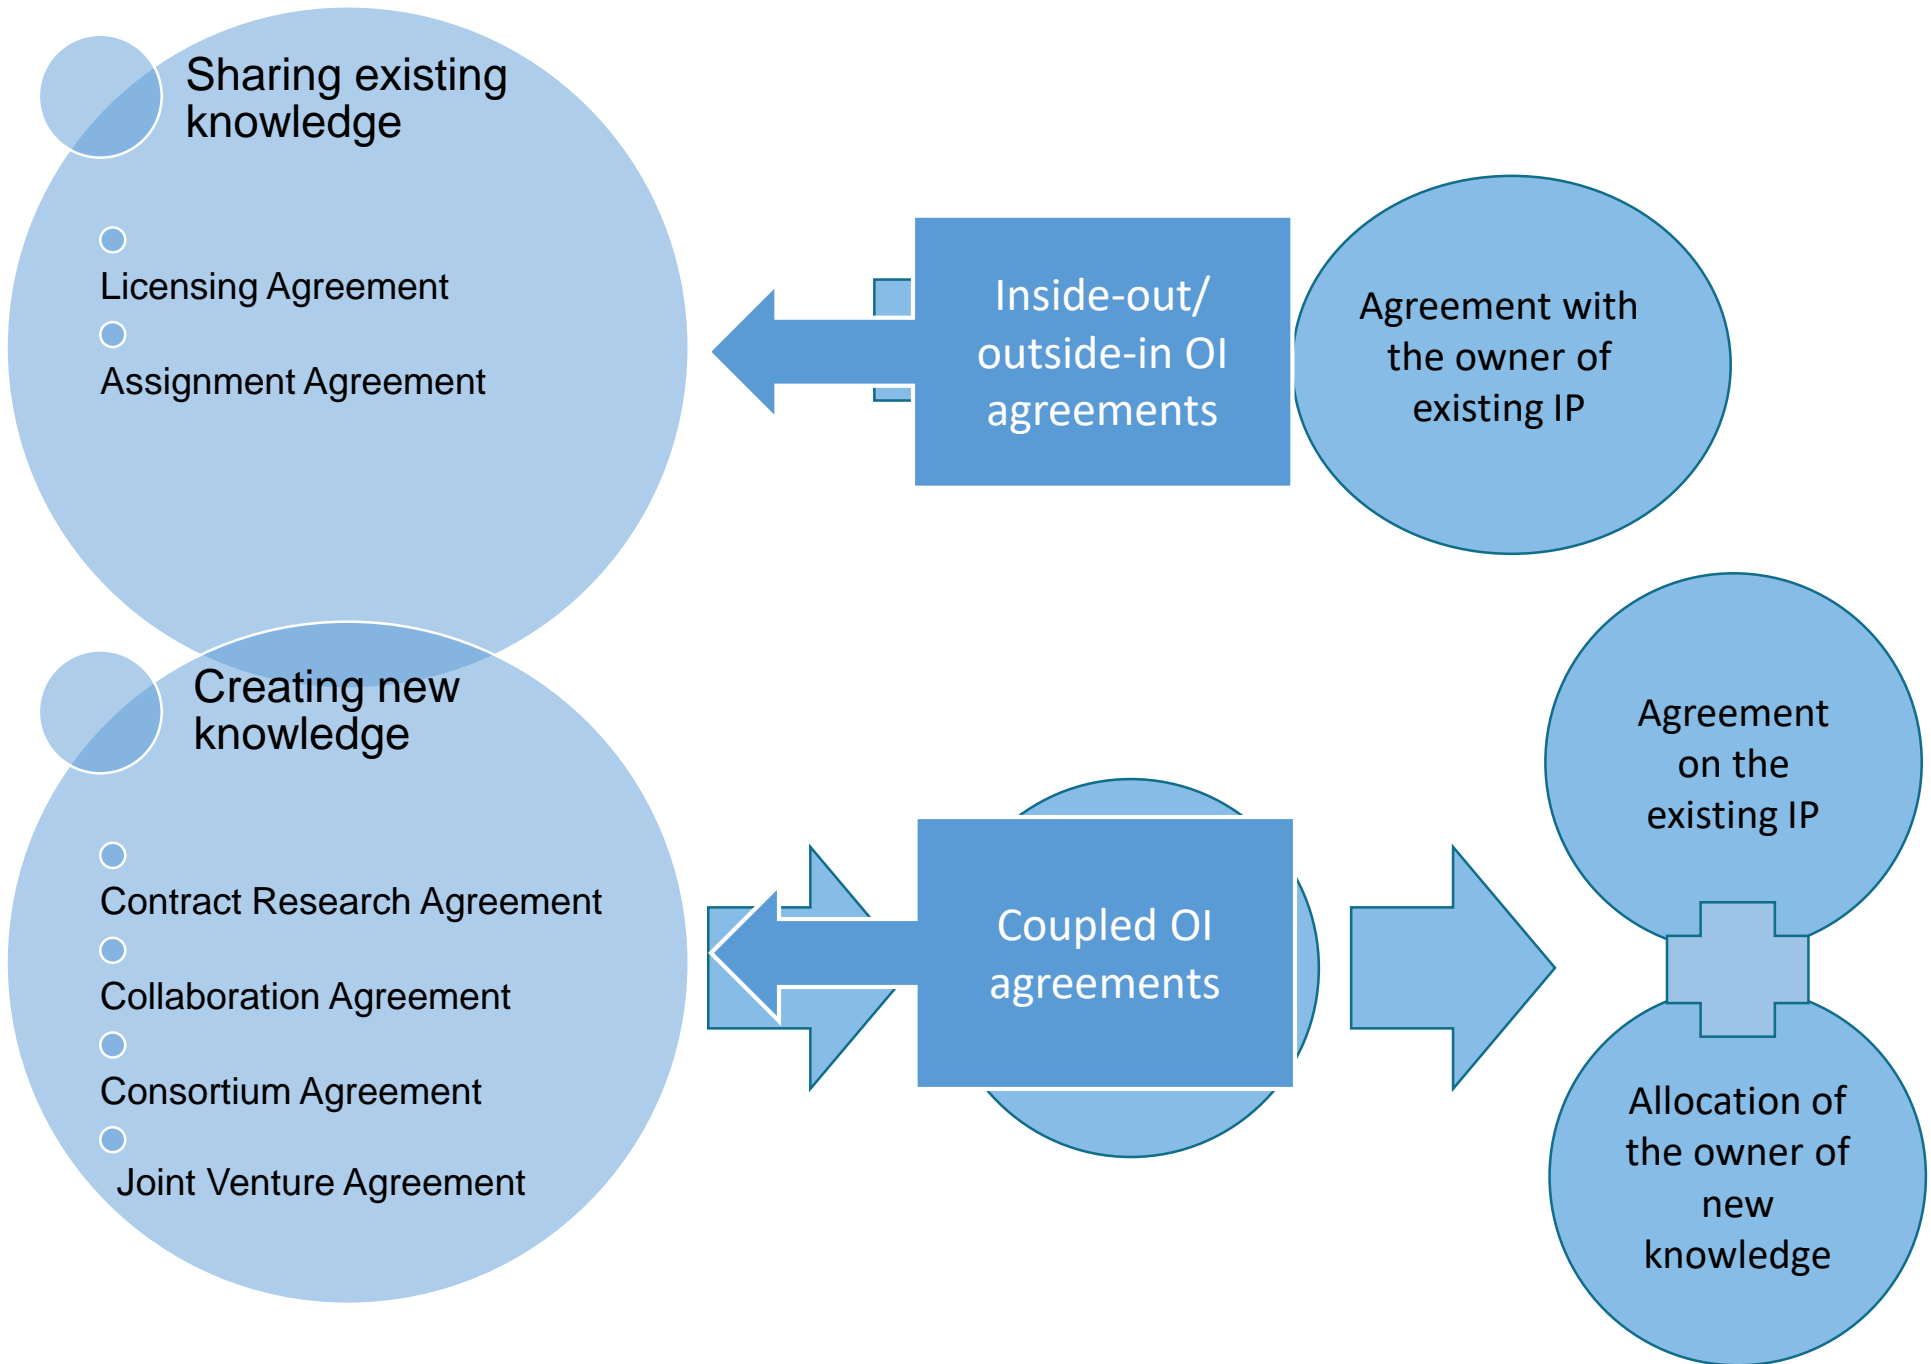 Sharing existing
knowledge
Licensing Agreement
Assignment Agreement
Inside-out/
outside-in OI
agreements
Agreement with
the owner of
existing IP
Creating new
knowledge
Contract Research Agreement
Collaboration Agreement
Consortium Agreement
Joint Venture Agreement
Coupled OI
agreements
Agreement
on the
existing IP
Allocation of
the owner of
new
knowledge